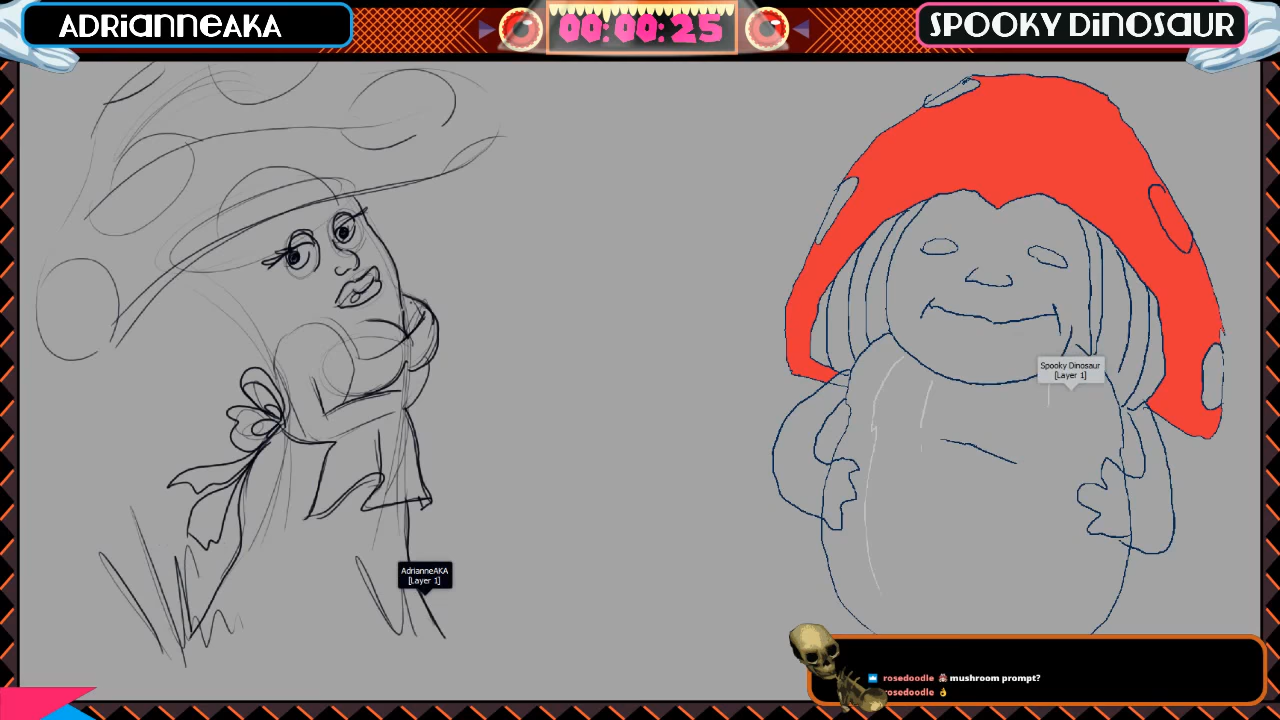 ADRIANNEAKA
00:00:25
SPOOKY DINOSAUR
Spooky Dinosaur
[Layer 1]
AdrianneAKA
[Layer 1]
rosedoodle mushroom prompt?
rosedoodle